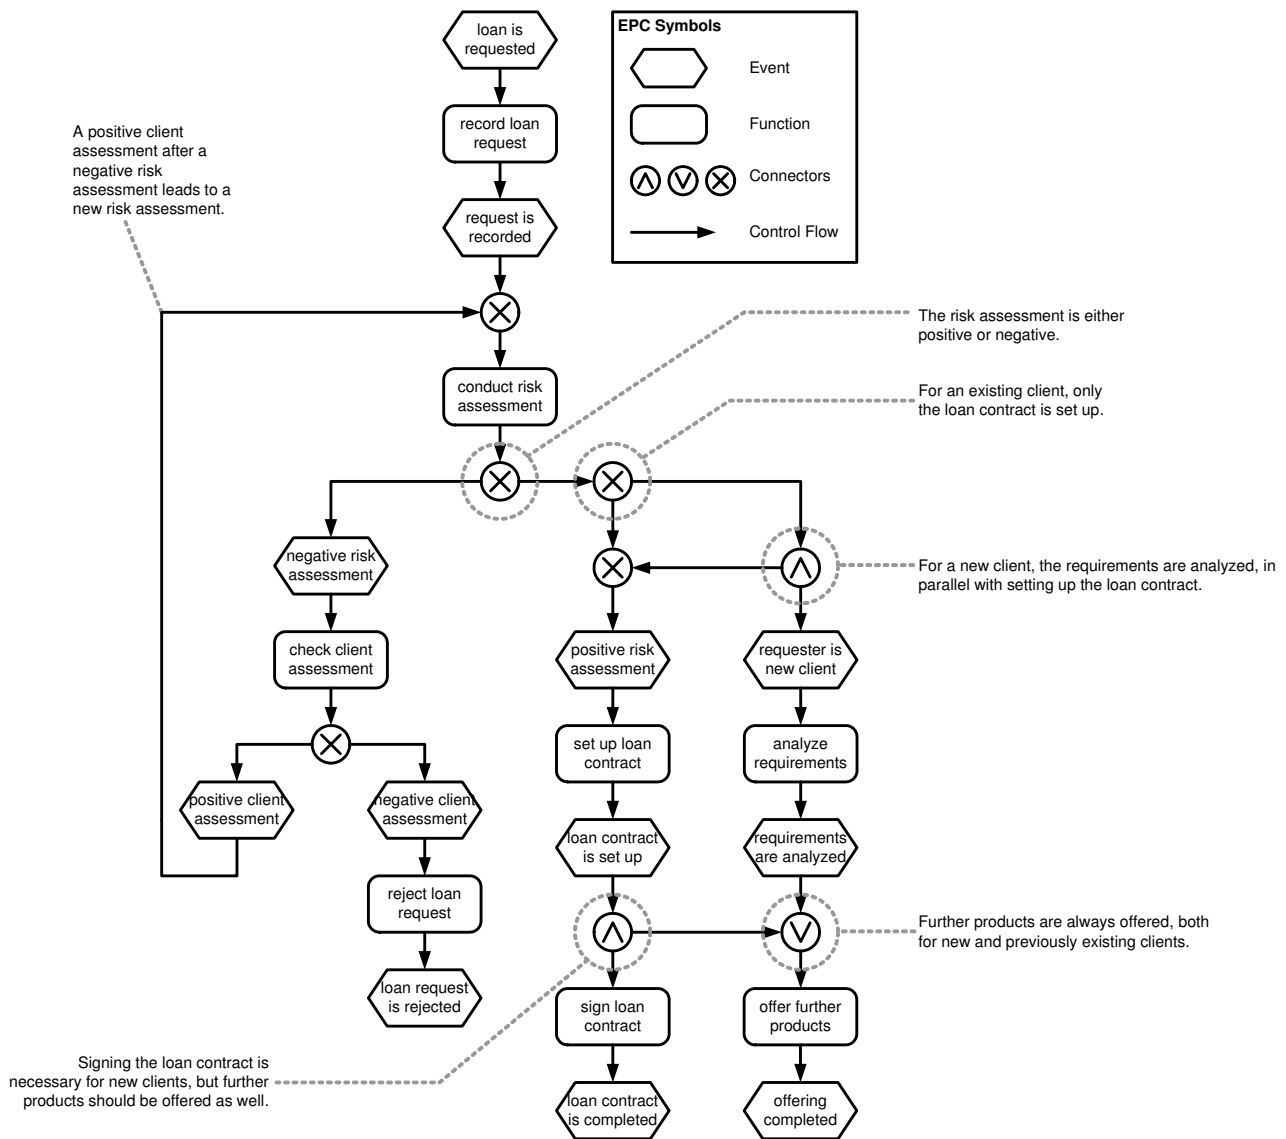 loan is
requested
EPC Symbols
Event
Function
Connectors
Control Flow
record loan
request
A positive client
assessment after a
negative risk
assessment leads to a
new risk assessment.
request is
recorded
The risk assessment is either
positive or negative.
conduct risk
assessment
For an existing client, only
the loan contract is set up.
negative risk
assessment
For a new client, the requirements are analyzed, in
parallel with setting up the loan contract.
check client
assessment
positive risk
assessment
requester is
new client
set up loan
contract
analyze
requirements
positive client
assessment
negative client
assessment
loan contract
is set up
requirements
are analyzed
reject loan
request
Further products are always offered, both
for new and previously existing clients.
loan request
is rejected
sign loan
contract
offer further
products
Signing the loan contract is
necessary for new clients, but further
products should be offered as well.
loan contract
is completed
offering
completed